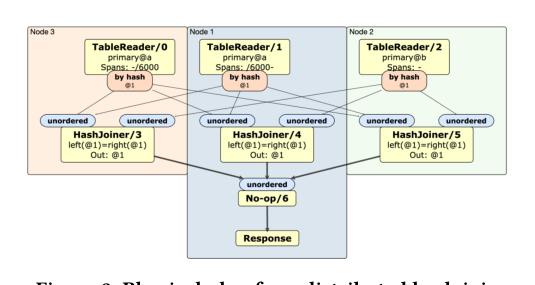 Node 3
Node 1
Node 2
TableReader/0
primary@a
Spans: -/6000
by hash
@1
TableReader/1
primary@a
Spans: /6000-
by hash
@1
TableReader/2
primary@b
Spans: -
by hash
@1
unordered
unordered
unordered
unordered
unordered
unordered
HashJoiner/3
left(@1)=right(@1)
Out: @1
HashJoiner/4
left(@1)=right(@1)
Out: @1
HashJoiner/5
left(@1)=right(@1)
Out: @1
unordered
No-op/6
Response